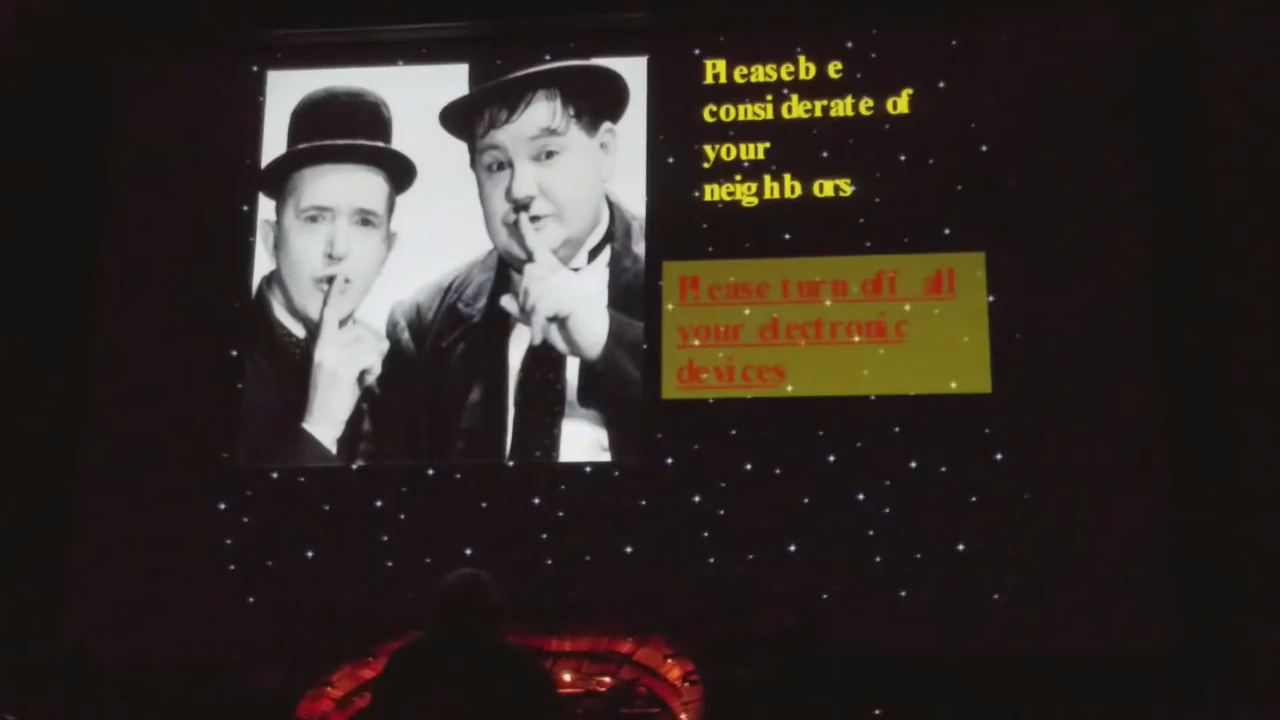 Please be
considerate of
your
neighbors
Please turn off all
your electronic
devices